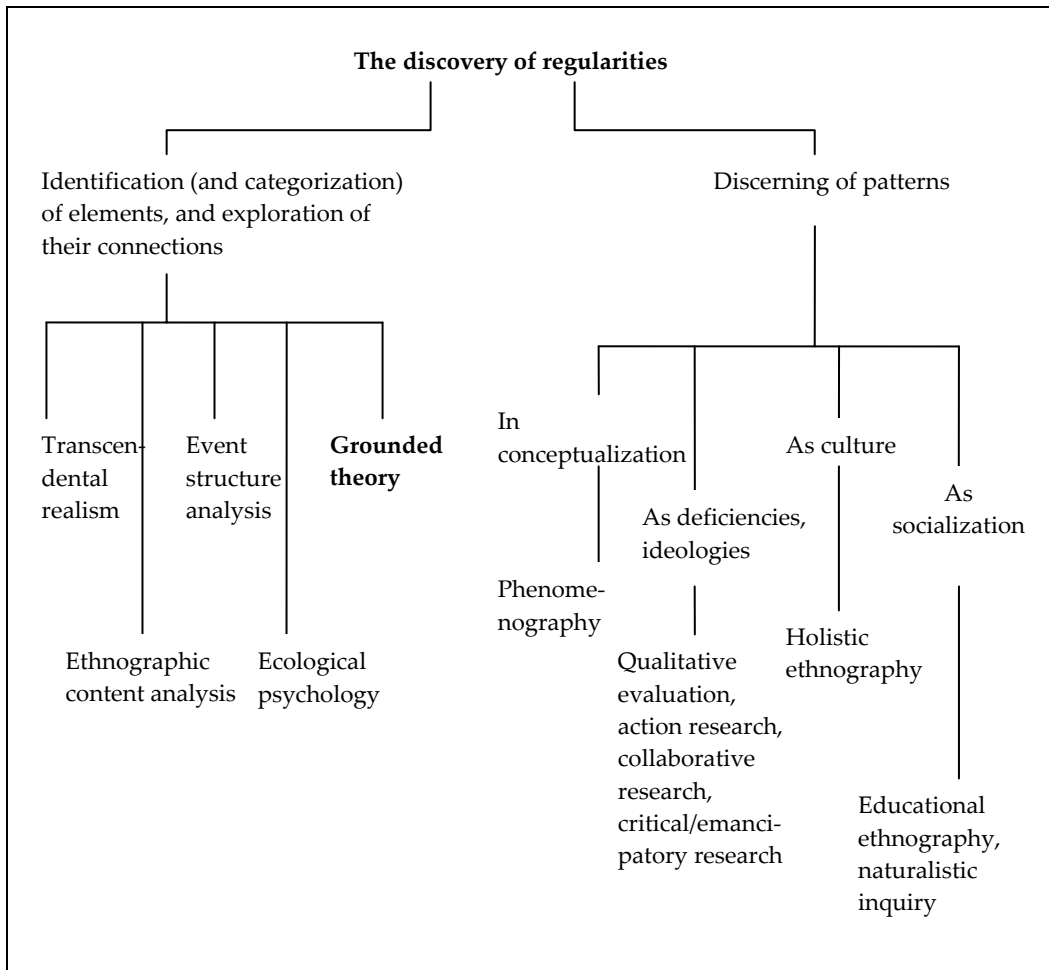 The discovery of regularities
Identification (and categorization)
of elements, and exploration of
their connections
Discerning of patterns
Transcen-
dental
realism
Event
structure
analysis
Grounded
theory
Ethnographic
content analysis
Ecological
psychology
In
conceptualization
As culture
As deficiencies,
ideologies
As
socialization
Phenome-
nography
Qualitative
evaluation,
action research,
collaborative
research,
critical/emanci-
patory research
Holistic
ethnography
Educational
ethnography,
naturalistic
inquiry